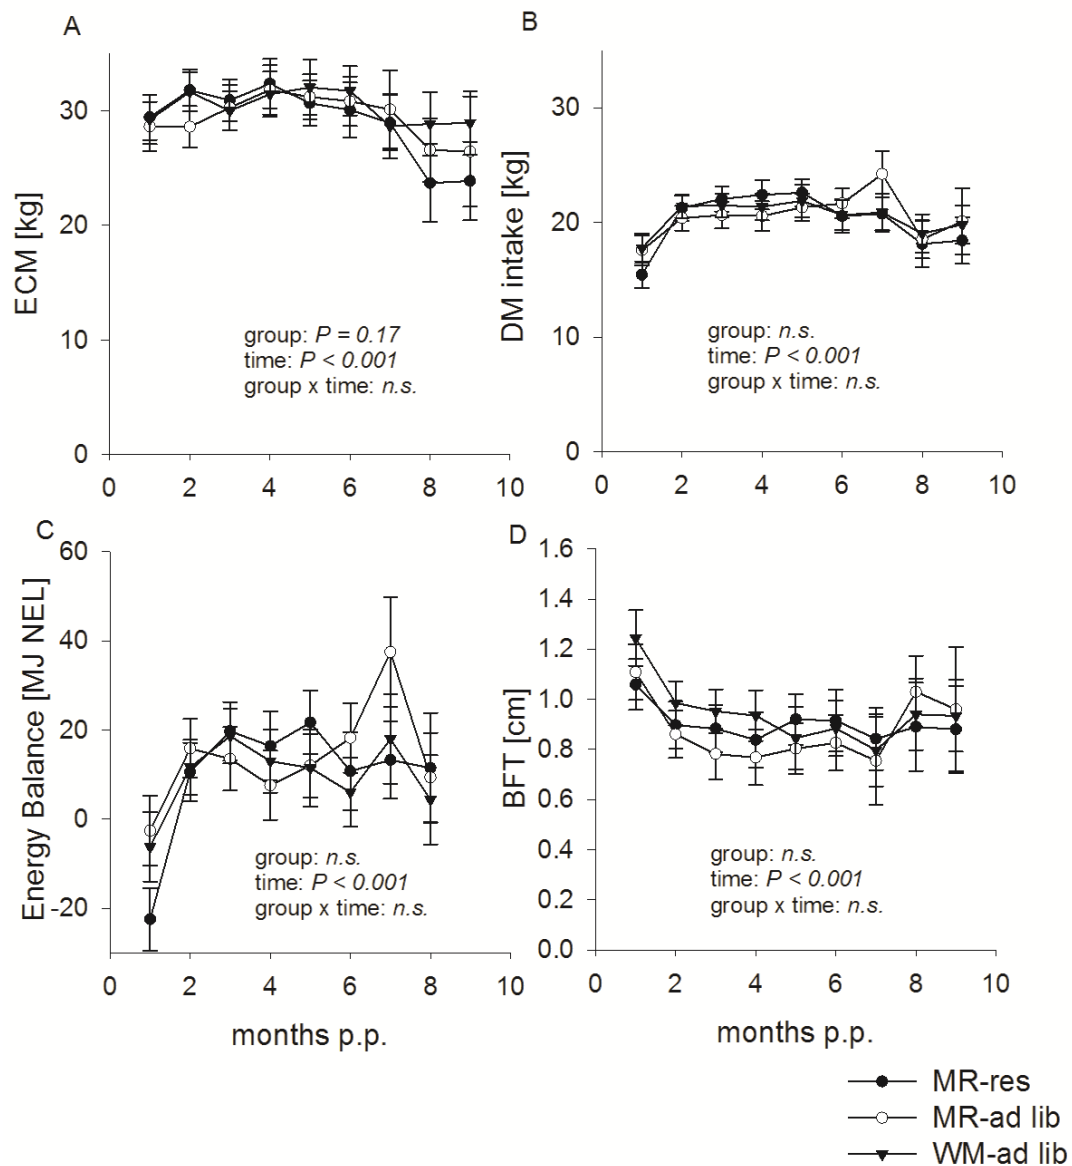 A
30
20
10
0
ECM [kg]
group: P = 0.17
time: P < 0.001
group x time: n.s.
0 2 4 6 8 10
B
30
20
10
0
DM intake [kg]
group: n.s.
time: P < 0.001
group x time: n.s.
0 2 4 6 8 10
C
60
40
20
0
-20
Energy Balance [MJ NEL]
group: n.s.
time: P < 0.001
group x time: n.s.
0 2 4 6 8 10
months p.p.
D
1.6
1.4
1.2
1.0
0.8
0.6
0.4
0.2
0.0
BFT [cm]
group: n.s.
time: P < 0.001
group x time: n.s.
0 2 4 6 8 10
months p.p.
MR-res
MR-ad lib
WM-ad lib